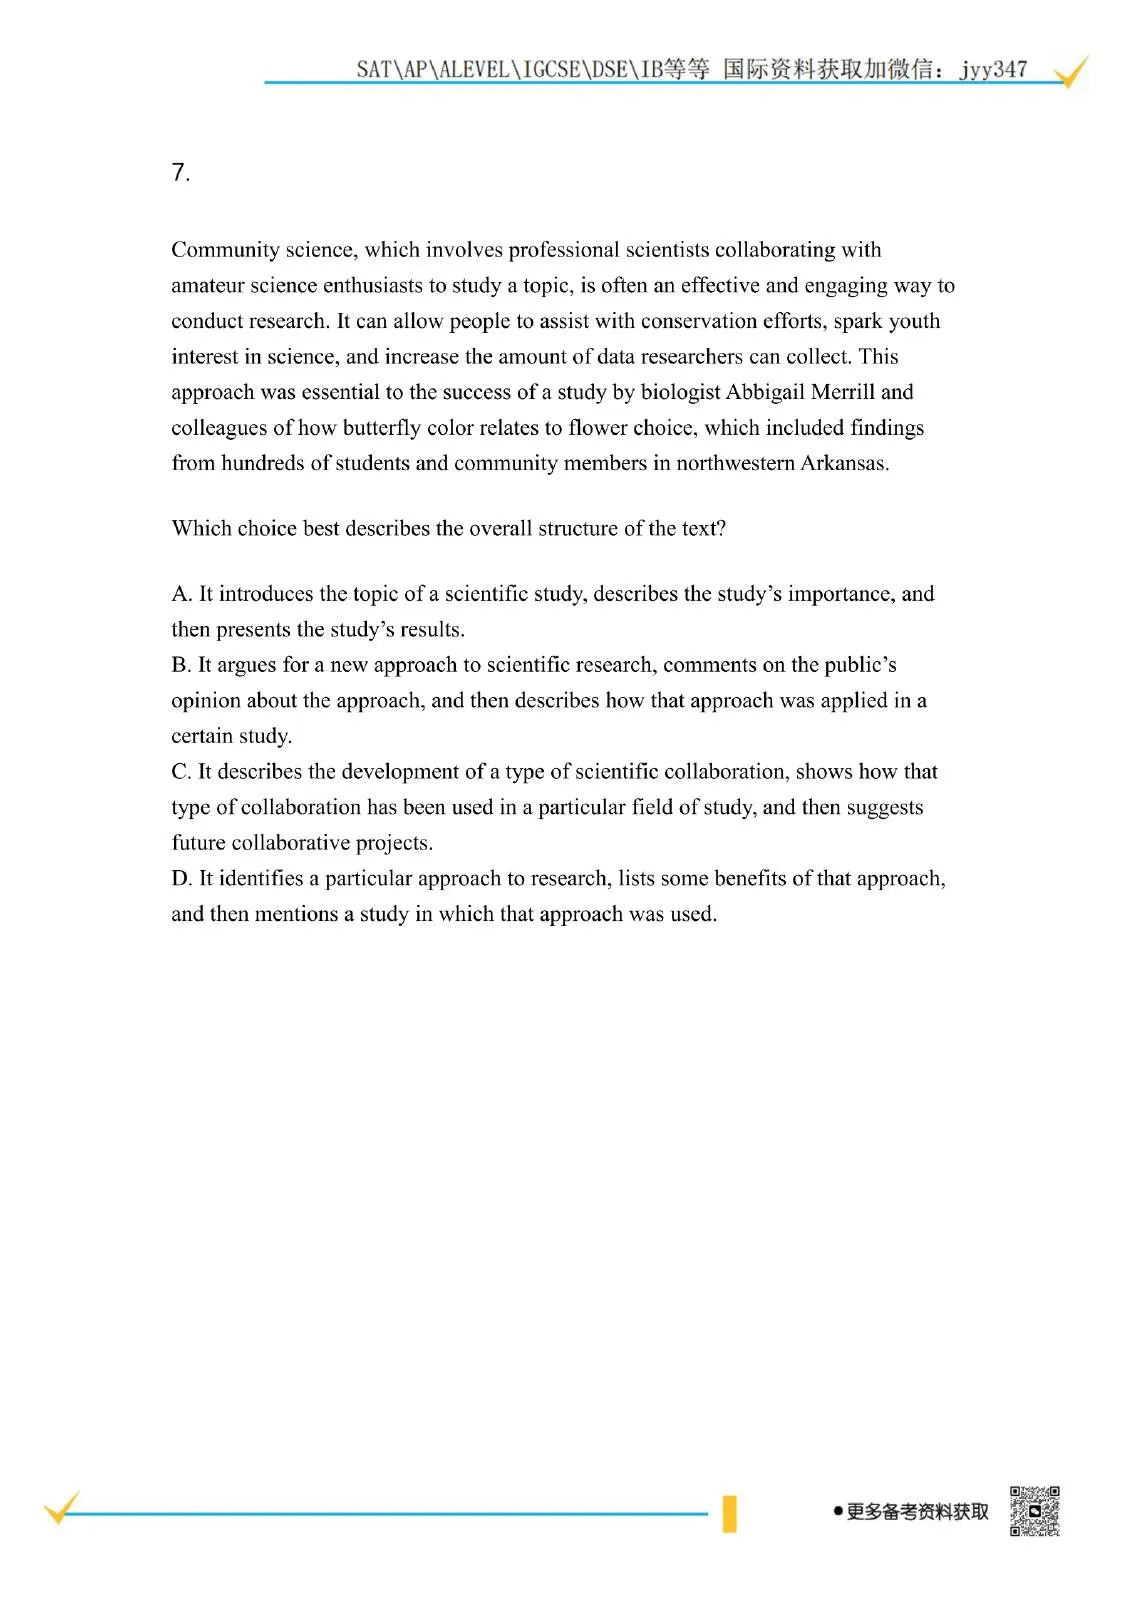 SAT\AP\ALEVEL\IGCSE\DSE\IB等等 国际资料获取加微信：jyy347
7.
Community science, which involves professional scientists collaborating with
amateur science enthusiasts to study a topic, is often an effective and engaging way to
conduct research. It can allow people to assist with conservation efforts, spark youth
interest in science, and increase the amount of data researchers can collect. This
approach was essential to the success of a study by biologist Abbigail Merrill and
colleagues of how butterfly color relates to flower choice, which included findings
from hundreds of students and community members in northwestern Arkansas.
Which choice best describes the overall structure of the text?
A. It introduces the topic of a scientific study, describes the study’s importance, and
then presents the study’s results.
B. It argues for a new approach to scientific research, comments on the public’s
opinion about the approach, and then describes how that approach was applied in a
certain study.
C. It describes the development of a type of scientific collaboration, shows how that
type of collaboration has been used in a particular field of study, and then suggests
future collaborative projects.
D. It identifies a particular approach to research, lists some benefits of that approach,
and then mentions a study in which that approach was used.
•更多备考资料获取